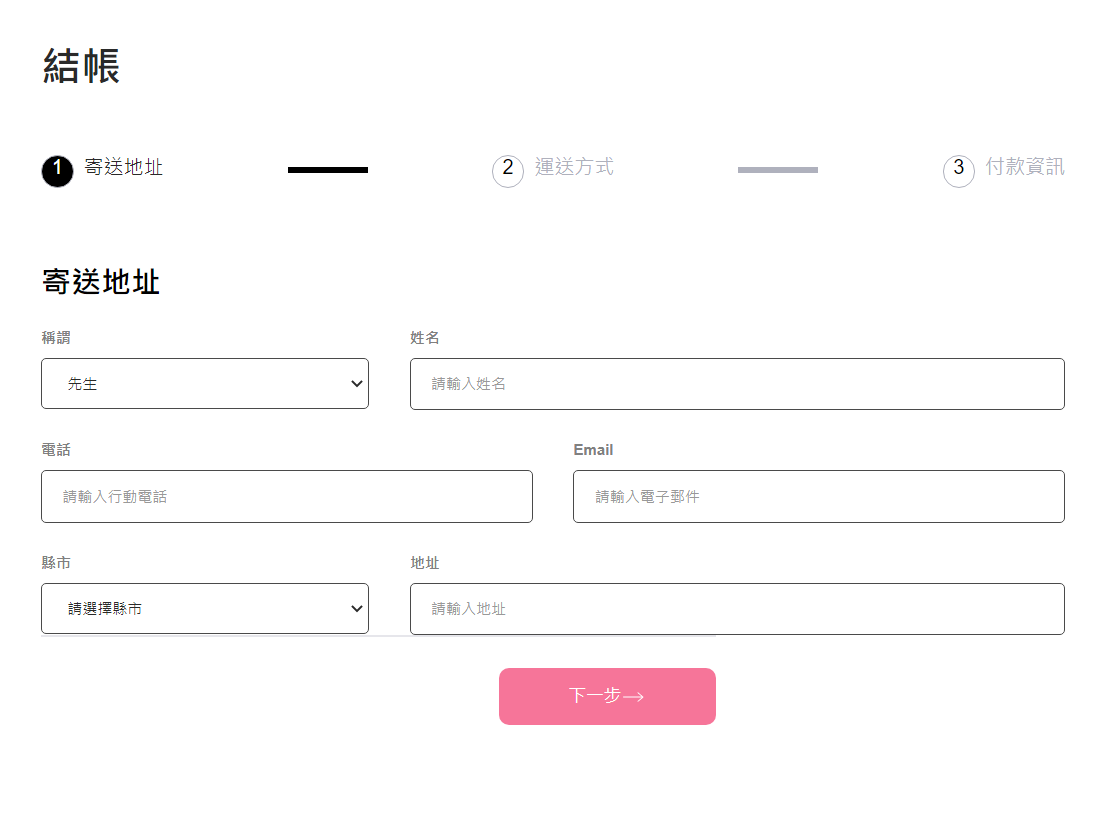 結帳
1 寄送地址 2 運送方式 3 付款資訊
寄送地址
稱謂 姓名
先生 請輸入姓名
電話 Email
請輸入行動電話 請輸入電子郵件
縣市 地址
請選擇縣市 請輸入地址
下一步→